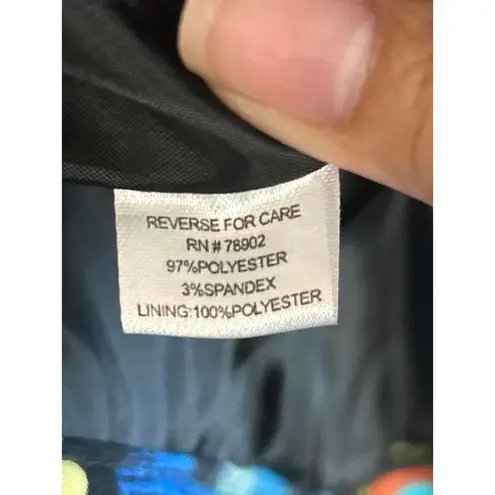 REVERSE FOR CARE
RN # 78902
97%POLYESTER
3%SPANDEX
LINING:100%POLYESTER